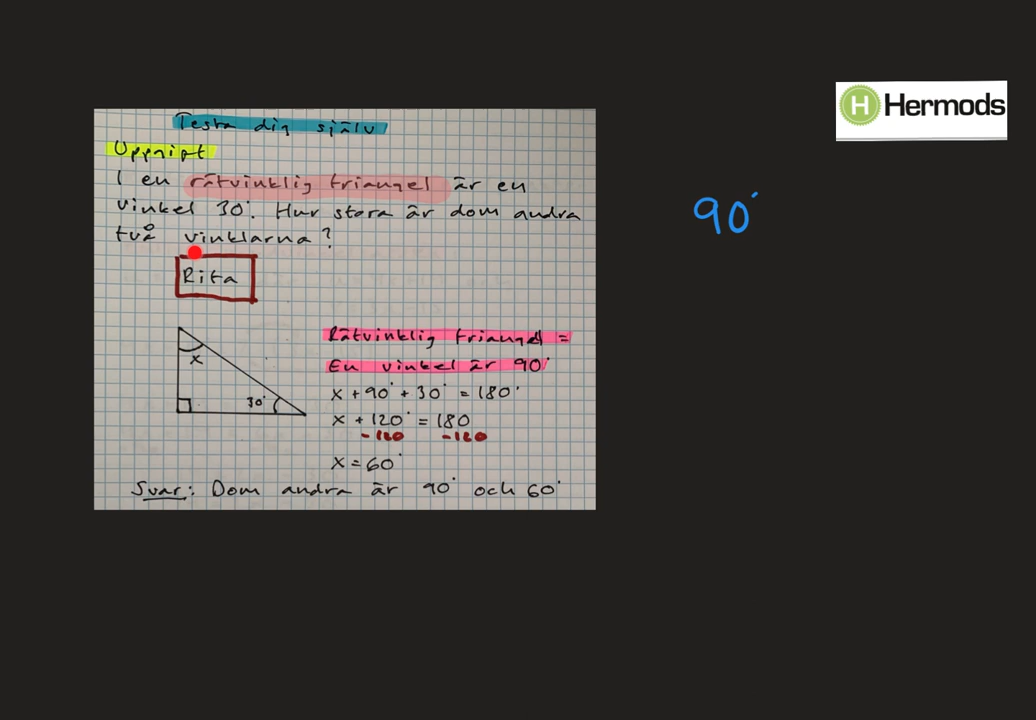 Testa dig själv
Uppgift
I en rätvinklig triangel är en
vinkel 30°. Hur stora är dom andra
två vinklarna?
Rita
x
30°
Rätvinklig triangel =
En vinkel är 90°
x + 90° + 30° = 180°
x + 120° = 180
-120 -120
x = 60°
Svar: Dom andra är 90° och 60°
90°
H Hermods